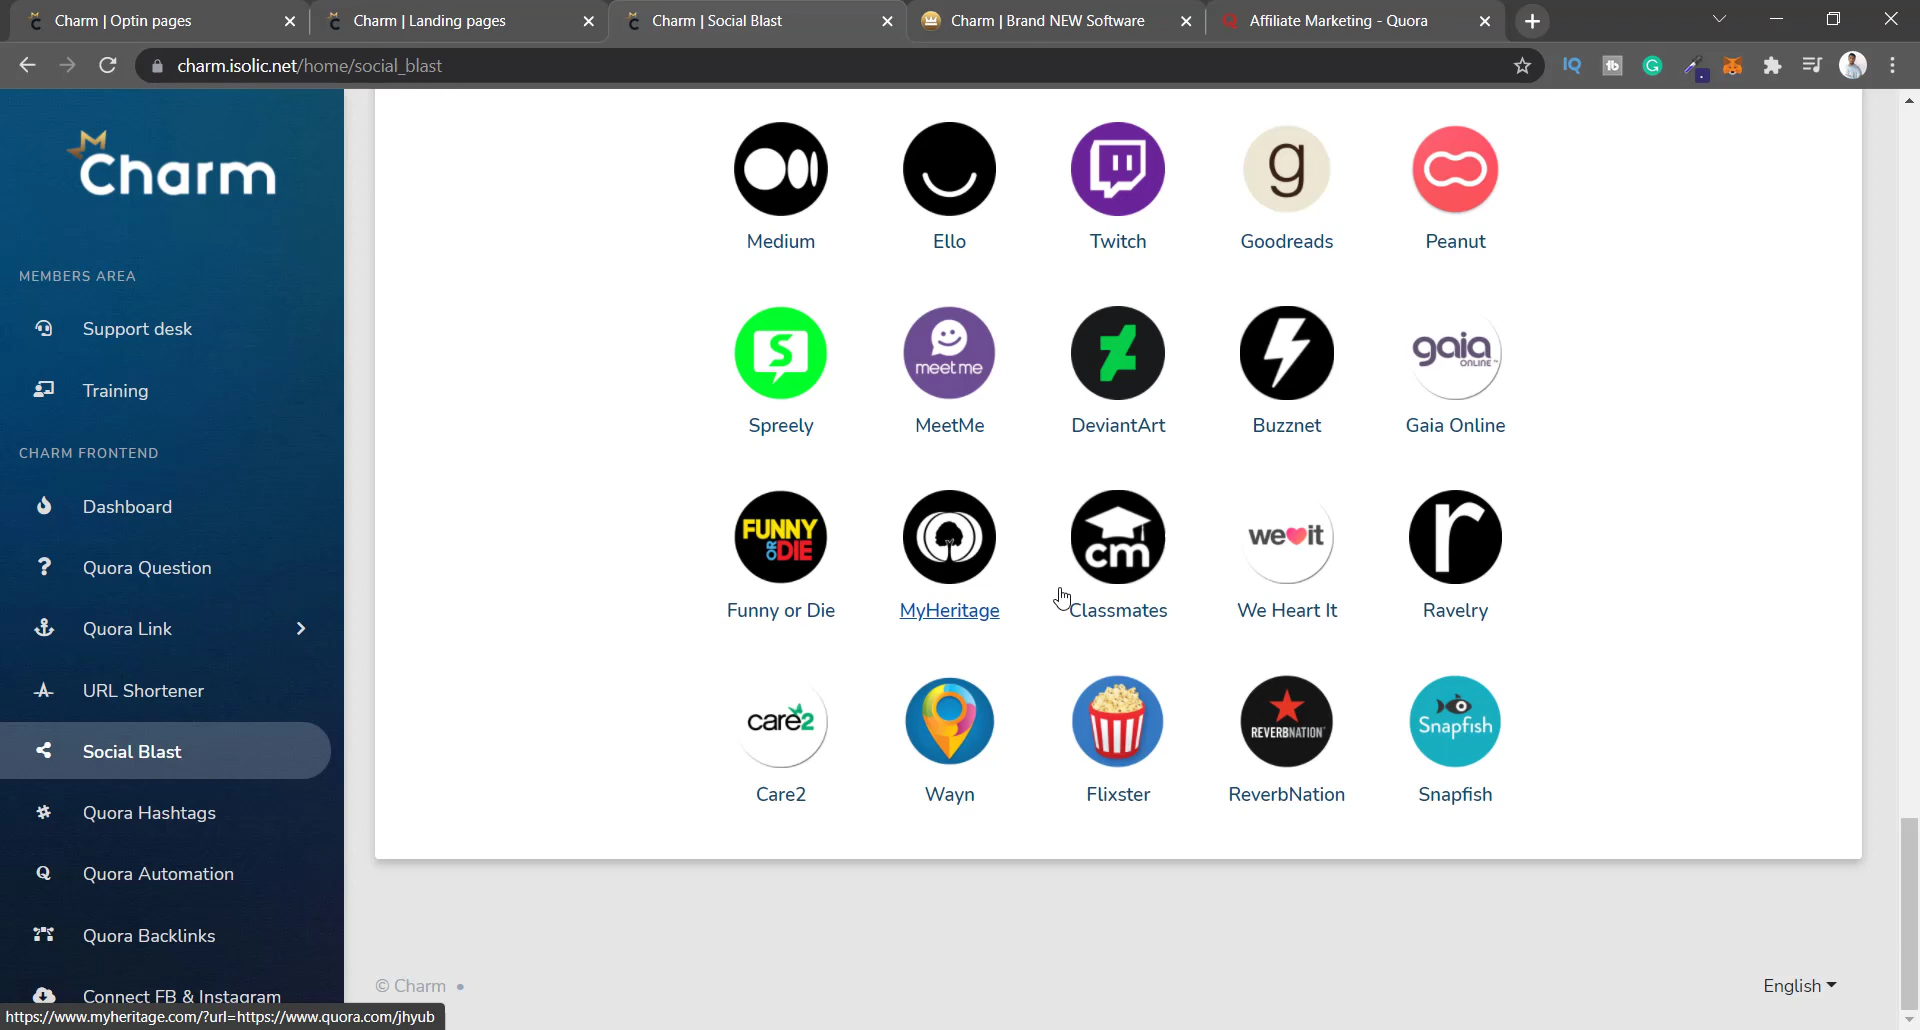 Charm | Optin pages
Charm | Landing pages
Charm | Social Blast
Charm | Brand NEW Software
Affiliate Marketing - Quora
charm.isolic.net/home/social_blast
Charm
MEMBERS AREA
Support desk
Training
CHARM FRONTEND
Dashboard
Quora Question
Quora Link
URL Shortener
Social Blast
Quora Hashtags
Quora Automation
Quora Backlinks
Connect FB & Instagram
g
Medium
Ello
Twitch
Goodreads
Peanut
S
meet me
gaia
ONLINE
Spreely
MeetMe
DeviantArt
Buzznet
Gaia Online
FUNNY
OR DIE
cm
we it
r
Funny or Die
MyHeritage
Classmates
We Heart It
Ravelry
care2
REVERBNATION
Snapfish
Care2
Wayn
Flixster
ReverbNation
Snapfish
© Charm •
English
https://www.myheritage.com/?url=https://www.quora.com/jhyub